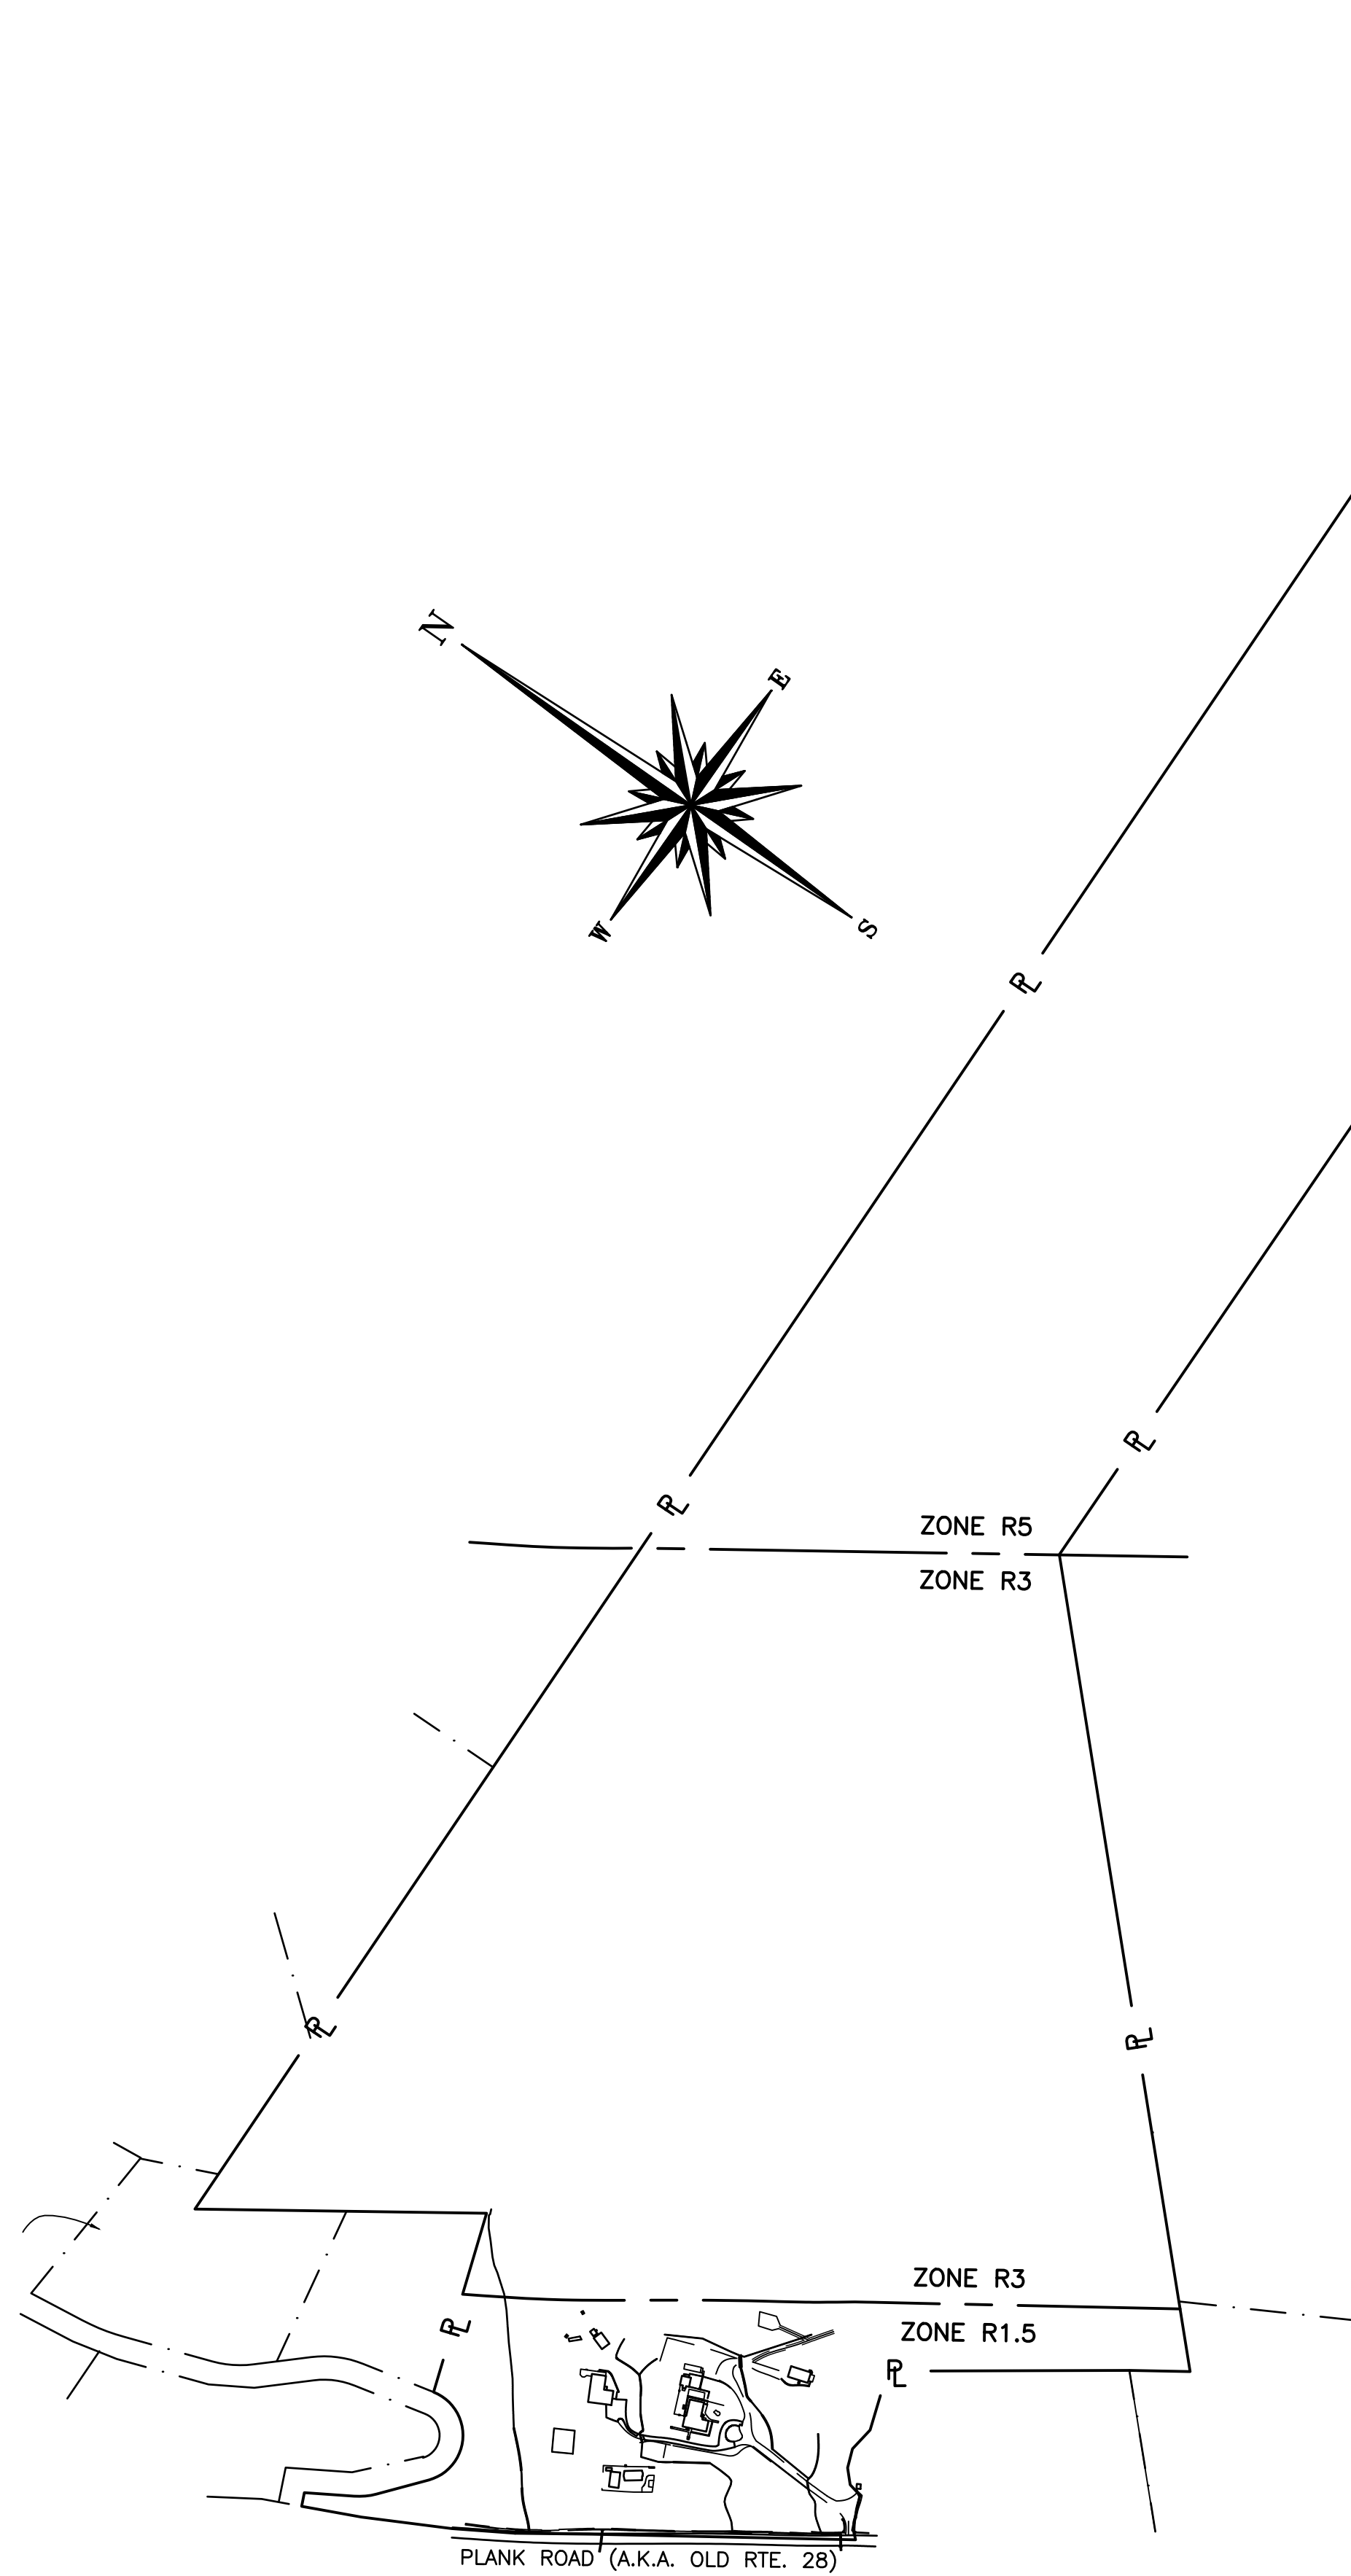 N
E
W
S
PL
PL
PL
ZONE R5
ZONE R3
PL
PL
ZONE R3
PL
ZONE R1.5
PL
PLANK ROAD (A.K.A. OLD RTE. 28)